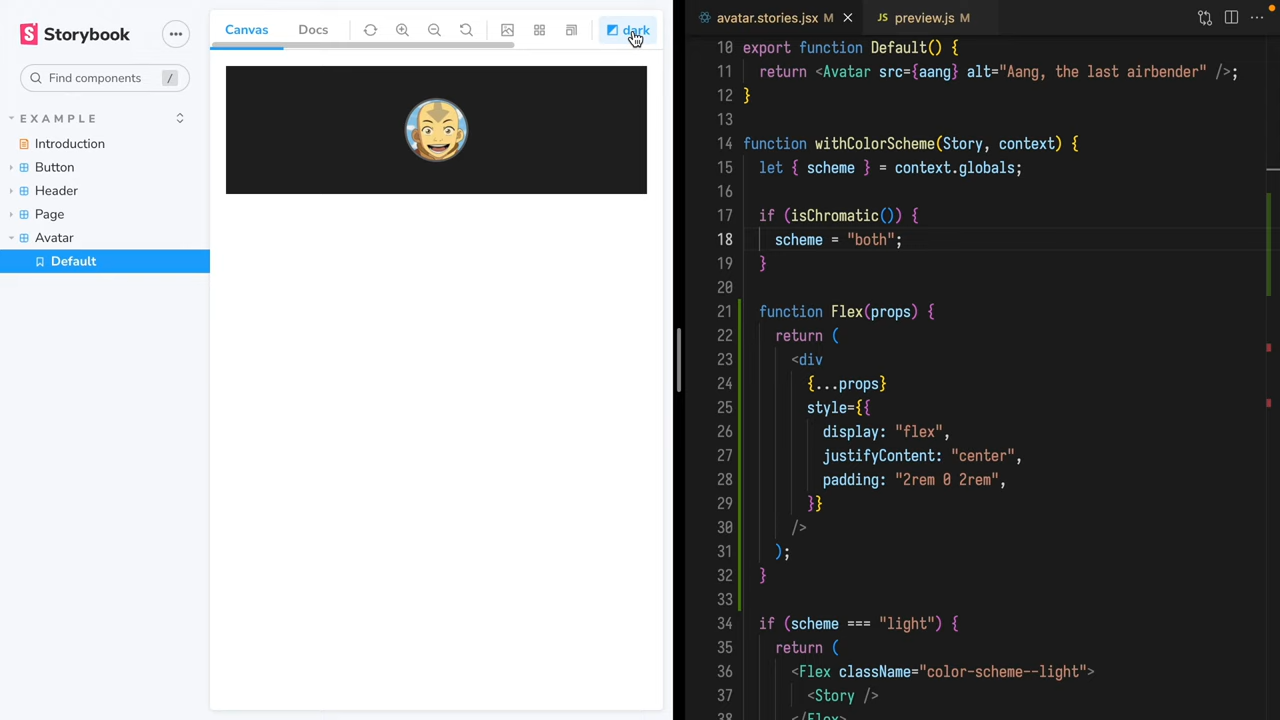 Storybook
Find components
/
EXAMPLE
Introduction
Button
Header
Page
Avatar
Default
Canvas
Docs
dark
avatar.stories.jsx M
JS preview.js M
10 export function Default() {
11 return <Avatar src={aang} alt="Aang, the last airbender" />;
12 }
13
14 function withColorScheme(Story, context) {
15 let { scheme } = context.globals;
16
17 if (isChromatic()) {
18 scheme = "both";
19 }
20
21 function Flex(props) {
22 return (
23 <div
24 {...props}
25 style={{
26 display: "flex",
27 justifyContent: "center",
28 padding: "2rem 0 2rem",
29 }}
30 />
31 );
32 }
33
34 if (scheme === "light") {
35 return (
36 <Flex className="color-scheme--light">
37 <Story />
38 </Flex>